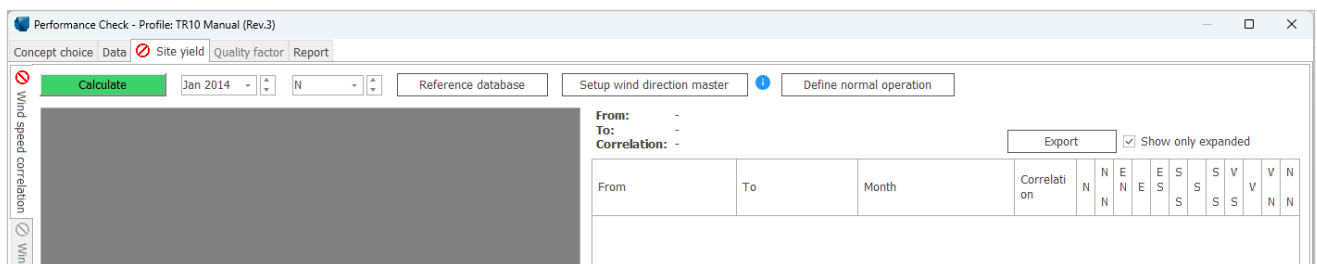 Performance Check - Profile: TR10 Manual (Rev.3)
Concept choice Data Site yield Quality factor Report
Calculate Jan 2014 N Reference database Setup wind direction master Define normal operation
Wind speed correlation
Win
From: -
To: -
Correlation: -
Export Show only expanded
From To Month Correlati
on N N
N E
N E E
S S
S S S
S V
S V V
N N
N